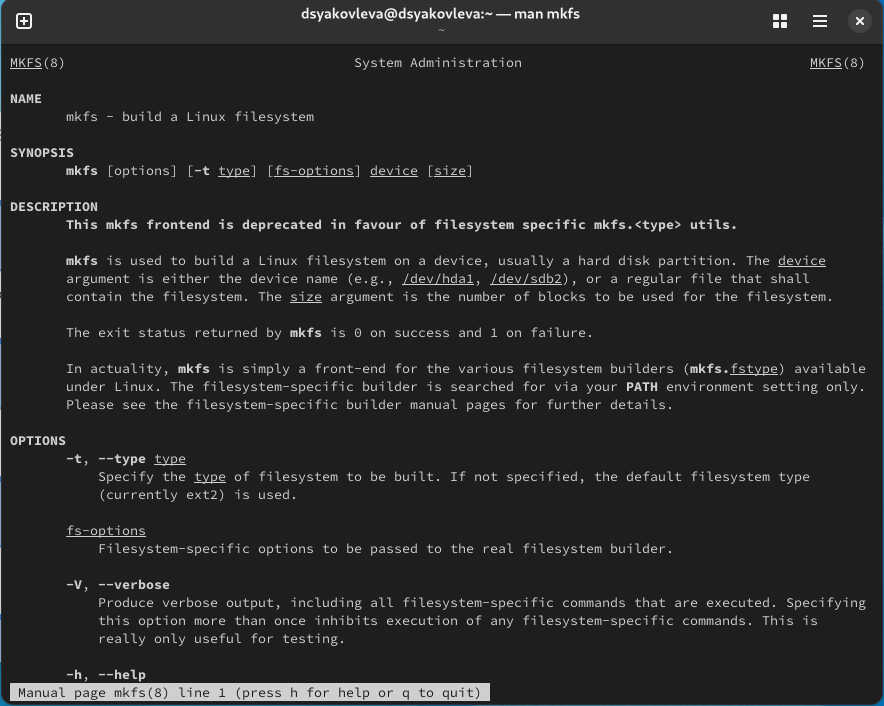 dsyakovleva@dsyakovleva:~ — man mkfs
~
MKFS(8) System Administration MKFS(8)
NAME
mkfs - build a Linux filesystem
SYNOPSIS
mkfs [options] [-t type] [fs-options] device [size]
DESCRIPTION
This mkfs frontend is deprecated in favour of filesystem specific mkfs.<type> utils.
mkfs is used to build a Linux filesystem on a device, usually a hard disk partition. The device
argument is either the device name (e.g., /dev/hda1, /dev/sdb2), or a regular file that shall
contain the filesystem. The size argument is the number of blocks to be used for the filesystem.
The exit status returned by mkfs is 0 on success and 1 on failure.
In actuality, mkfs is simply a front-end for the various filesystem builders (mkfs.fstype) available
under Linux. The filesystem-specific builder is searched for via your PATH environment setting only.
Please see the filesystem-specific builder manual pages for further details.
OPTIONS
-t, --type type
Specify the type of filesystem to be built. If not specified, the default filesystem type
(currently ext2) is used.
fs-options
Filesystem-specific options to be passed to the real filesystem builder.
-V, --verbose
Produce verbose output, including all filesystem-specific commands that are executed. Specifying
this option more than once inhibits execution of any filesystem-specific commands. This is
really only useful for testing.
-h, --help
Manual page mkfs(8) line 1 (press h for help or q to quit)